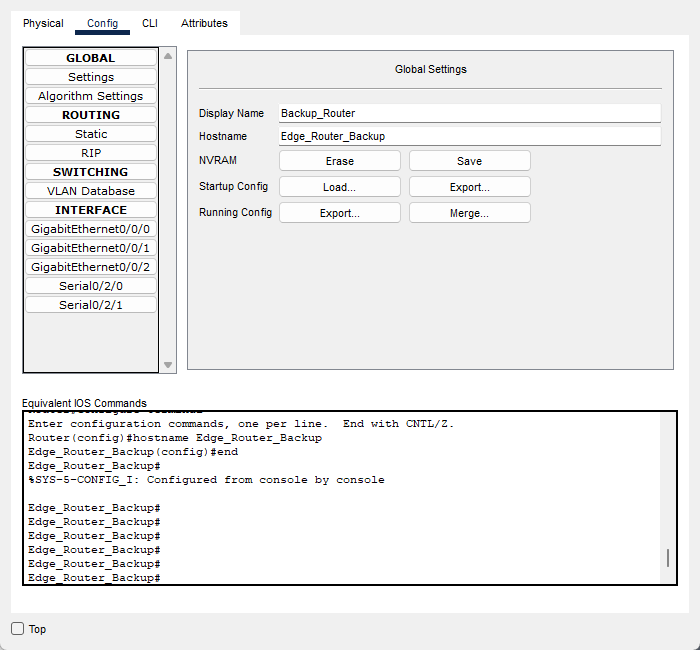 Physical Config CLI Attributes
GLOBAL
Settings
Algorithm Settings
ROUTING
Static
RIP
SWITCHING
VLAN Database
INTERFACE
GigabitEthernet0/0/0
GigabitEthernet0/0/1
GigabitEthernet0/0/2
Serial0/2/0
Serial0/2/1
Global Settings
Display Name Backup_Router
Hostname Edge_Router_Backup
NVRAM Erase Save
Startup Config Load... Export...
Running Config Export... Merge...
Equivalent IOS Commands
Enter configuration commands, one per line.  End with CNTL/Z.
Router(config)#hostname Edge_Router_Backup
Edge_Router_Backup(config)#end
Edge_Router_Backup#
%SYS-5-CONFIG_I: Configured from console by console
Edge_Router_Backup#
Edge_Router_Backup#
Edge_Router_Backup#
Edge_Router_Backup#
Edge_Router_Backup#
Edge_Router_Backup#
Top